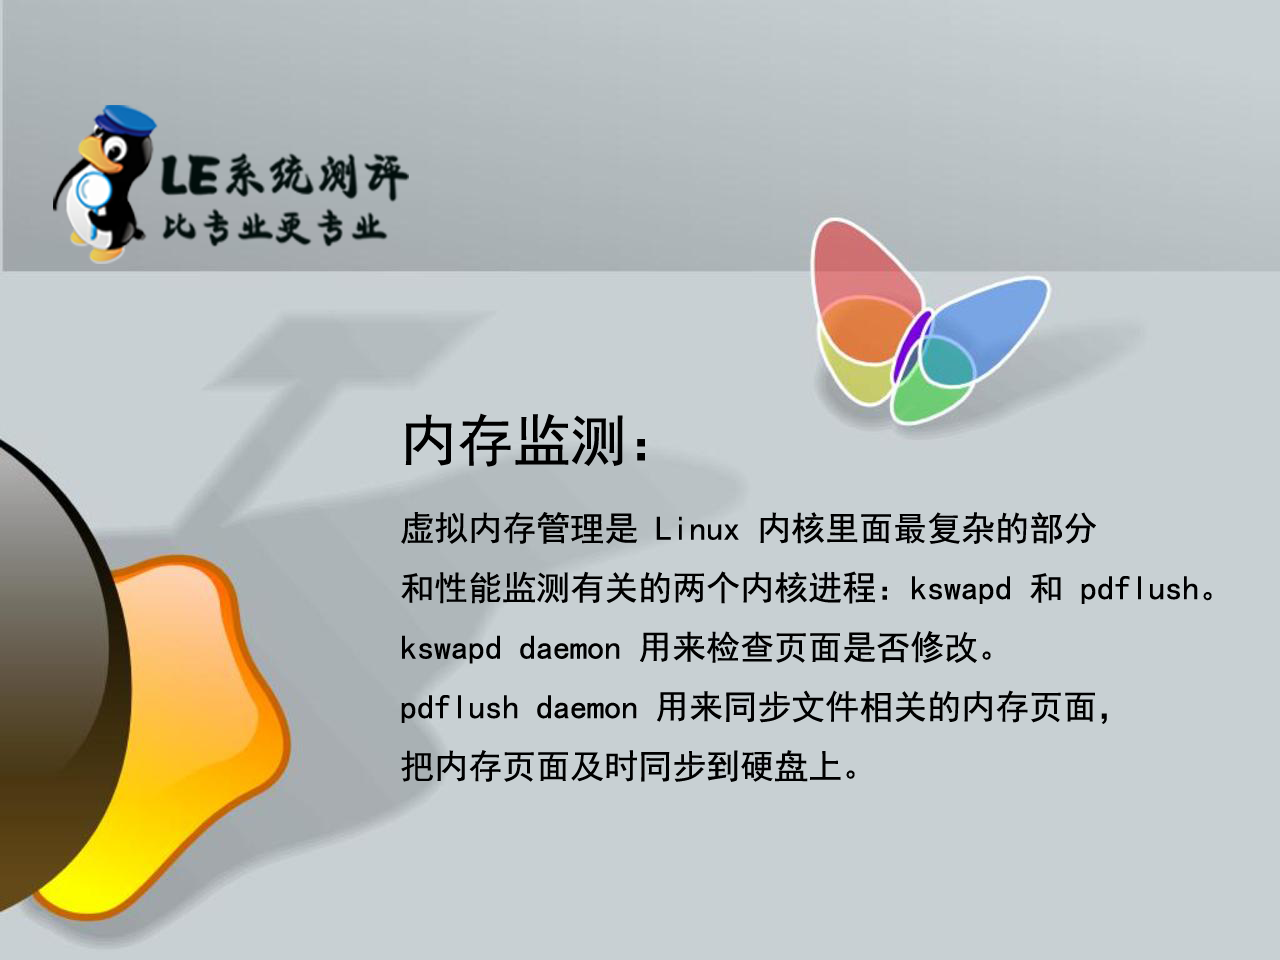 LE系统测评
比专业更专业
内存监测：
虚拟内存管理是 Linux 内核里面最复杂的部分
和性能监测有关的两个内核进程：kswapd 和 pdflush。
kswapd daemon 用来检查页面是否修改。
pdflush daemon 用来同步文件相关的内存页面，
把内存页面及时同步到硬盘上。